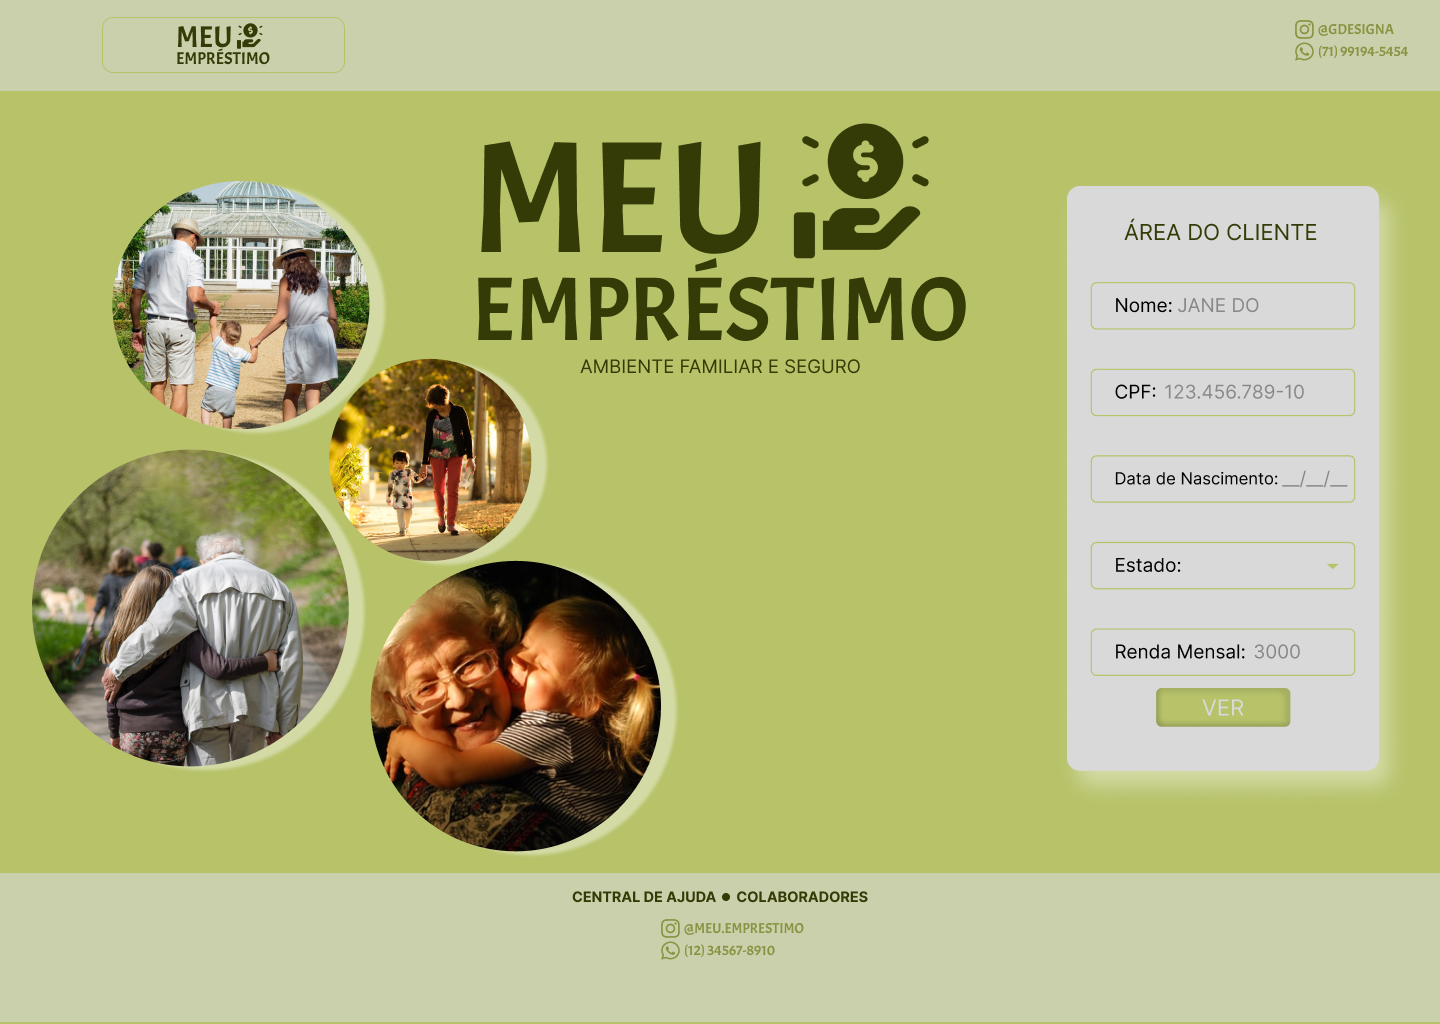 MEU
EMPRÉSTIMO
@GDESIGNA
(71) 99194-5454
MEU
EMPRÉSTIMO
AMBIENTE FAMILIAR E SEGURO
ÁREA DO CLIENTE
Nome: JANE DO
CPF: 123.456.789-10
Data de Nascimento: __/__/__
Estado:
Renda Mensal: 3000
VER
CENTRAL DE AJUDA ● COLABORADORES
@MEU.EMPRESTIMO
(12) 34567-8910